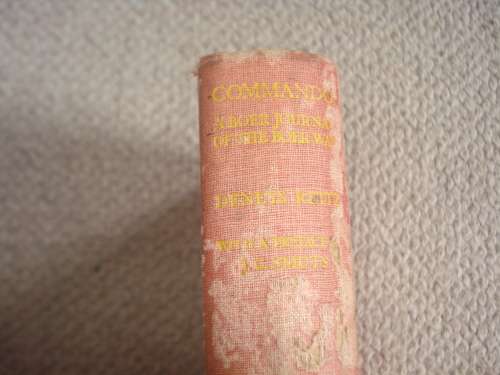 COMMANDO
A BOER JOURNAL
OF THE BOER WAR
DENEYS REITZ
WITH A PREFACE BY
J. C. SMUTS